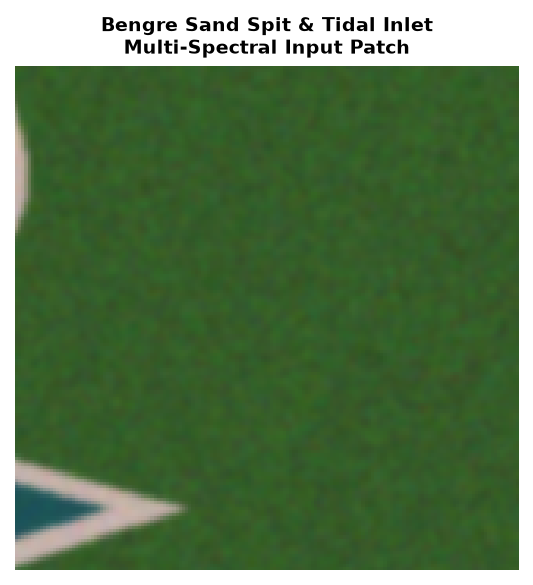 Bengre Sand Spit & Tidal Inlet
Multi-Spectral Input Patch